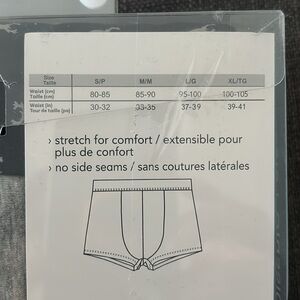 Size S/P M/M L/G XL/TG
Taille
Waist (cm) 80-85 85-90 95-100 100-105
Taille (cm)
Waist (in) 30-32 33-35 37-39 39-41
Tour de taille (po)
› stretch for comfort / extensible pour
plus de confort
› no side seams / sans coutures latérales